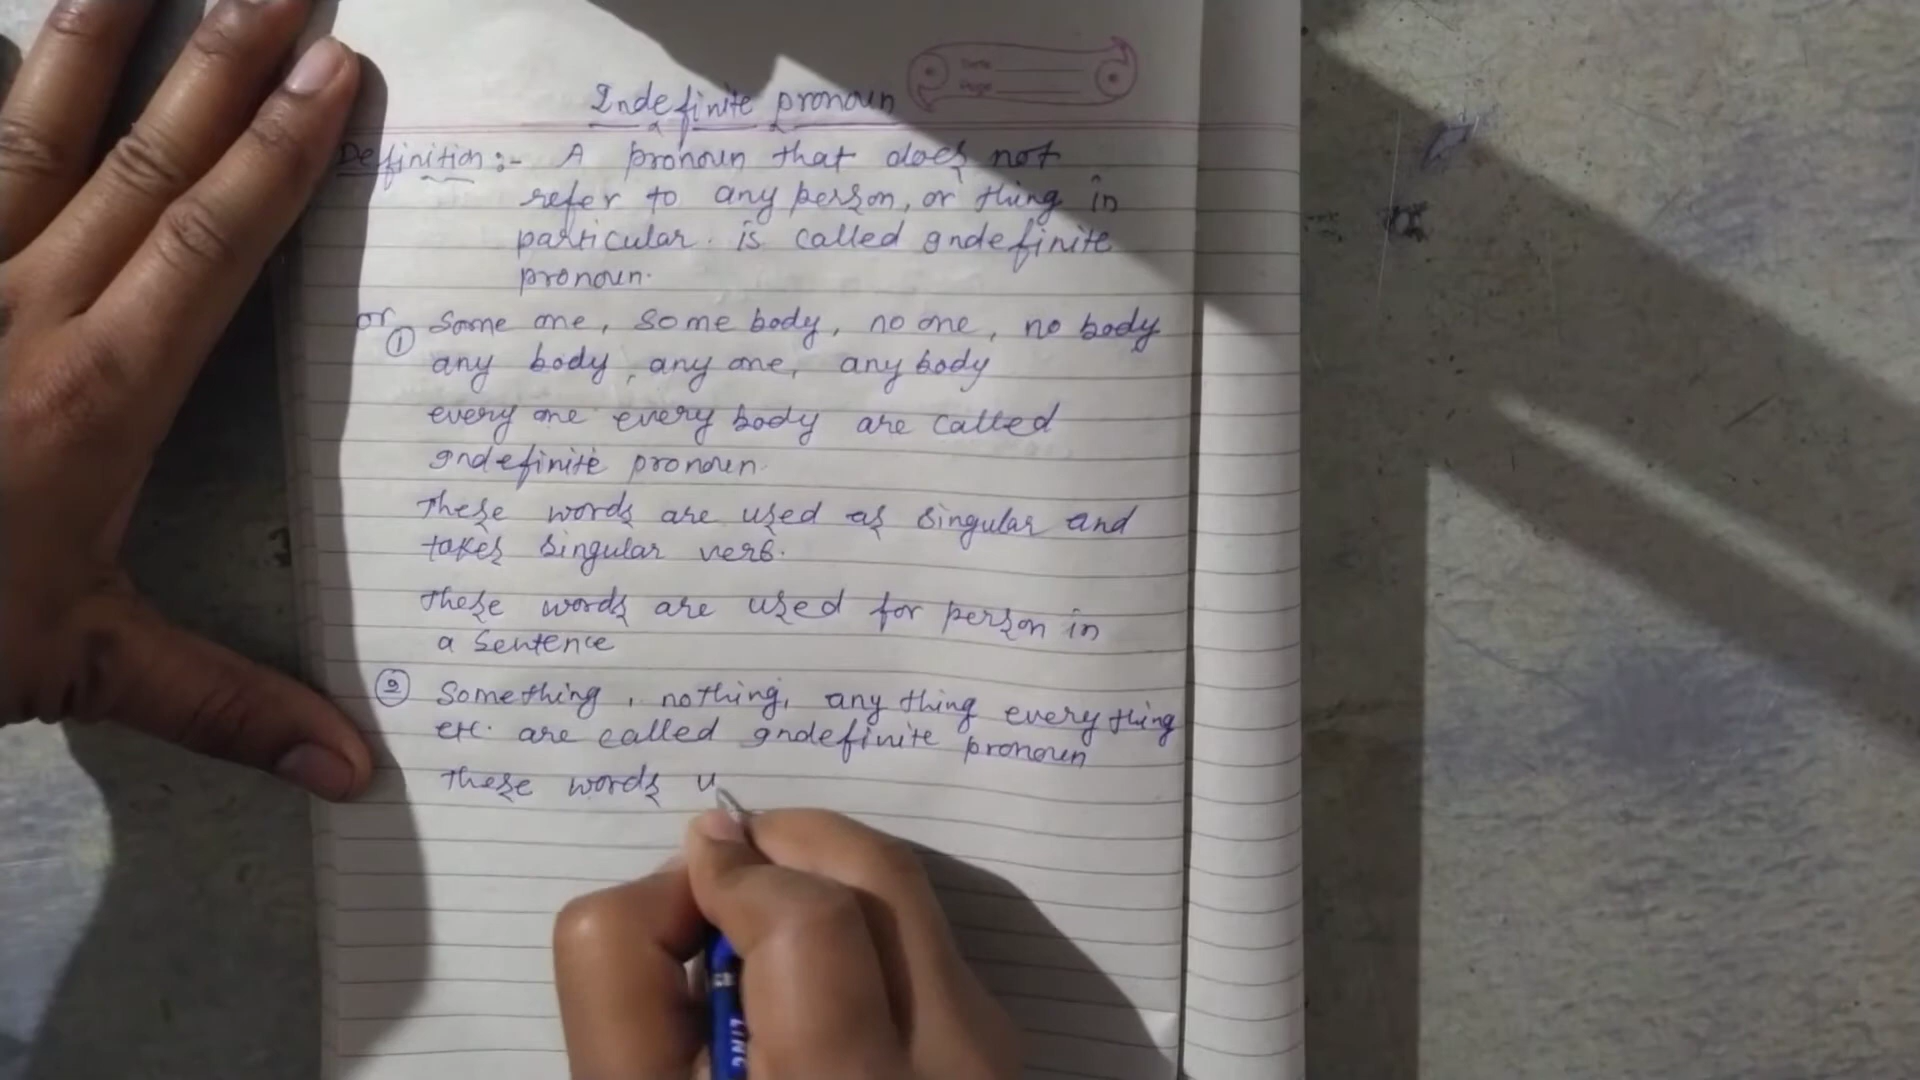 Indefinite pronoun
Definition :- A pronoun that does not
refer to any person, or thing in
particular. is called indefinite
pronoun.
or
① Some one, some body, no one, no body
any body, any one, any body
every one every body are called
indefinite pronoun.
These words are used as singular and
takes singular verb.
These words are used for person in
a sentence
② Something, nothing, any thing every thing
etc. are called indefinite pronoun
These words u
LINC